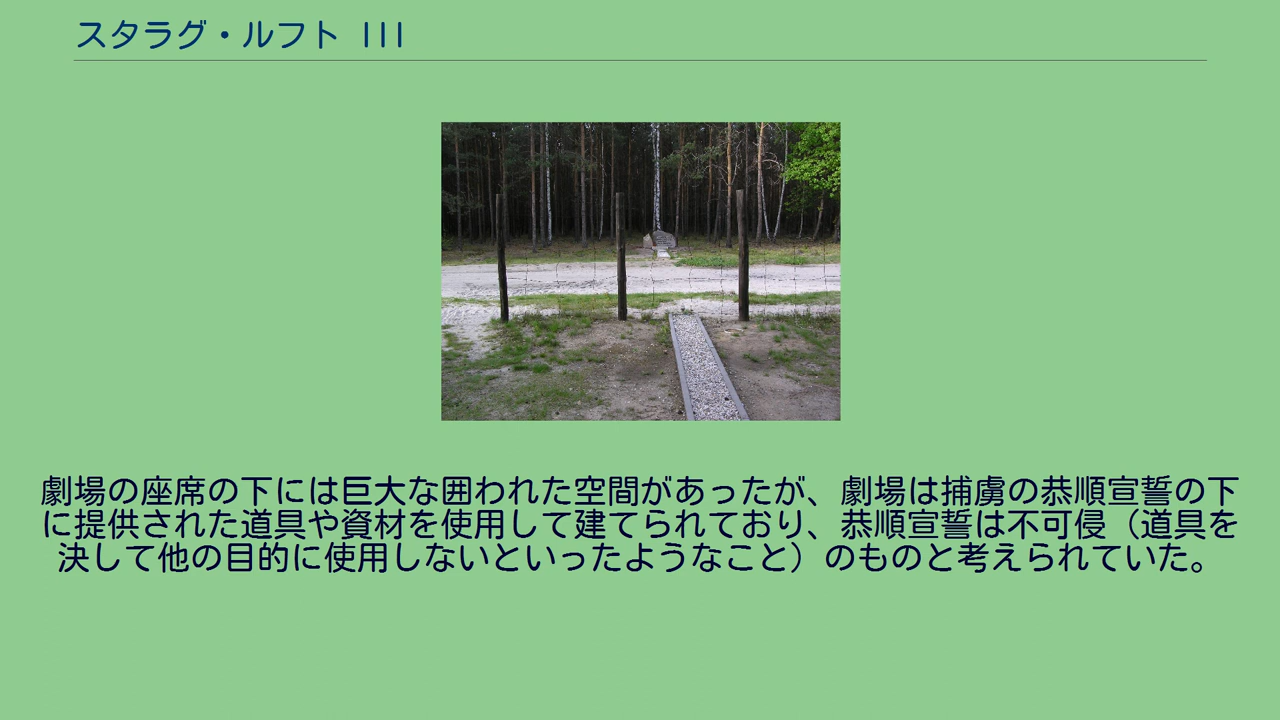 スタラグ・ルフト III
劇場の座席の下には巨大な囲われた空間があったが、劇場は捕虜の恭順宣誓の下
に提供された道具や資材を使用して建てられており、恭順宣誓は不可侵（道具を
決して他の目的に使用しないといったようなこと）のものと考えられていた。